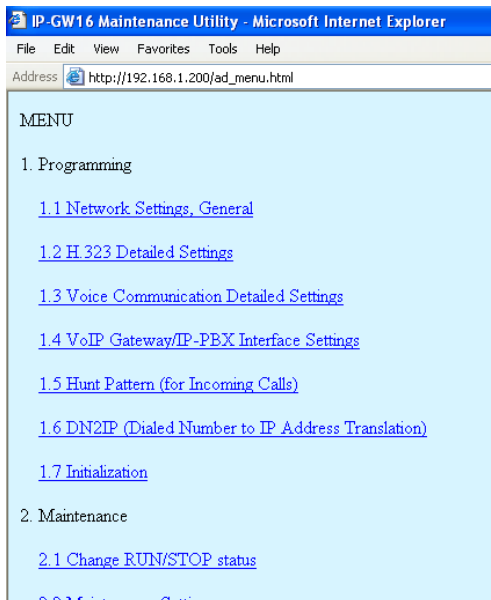 IP-GW16 Maintenance Utility - Microsoft Internet Explorer
File Edit View Favorites Tools Help
Address http://192.168.1.200/ad_menu.html
MENU
1. Programming
1.1 Network Settings, General
1.2 H.323 Detailed Settings
1.3 Voice Communication Detailed Settings
1.4 VoIP Gateway/IP-PBX Interface Settings
1.5 Hunt Pattern (for Incoming Calls)
1.6 DN2IP (Dialed Number to IP Address Translation)
1.7 Initialization
2. Maintenance
2.1 Change RUN/STOP status